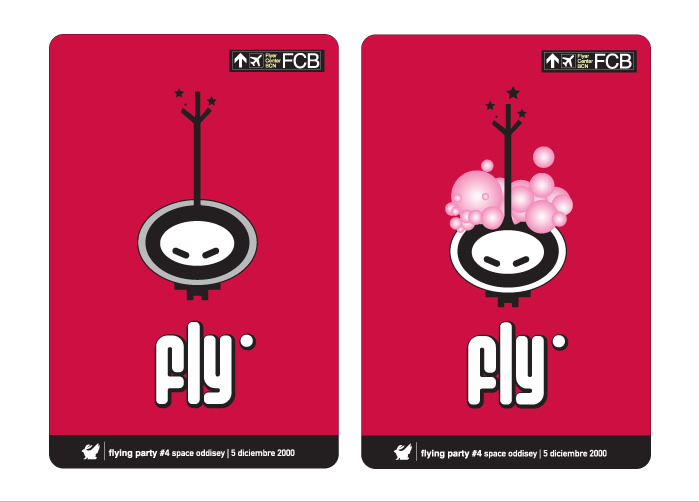 Flyer
Center
BCN
FCB
fly
flying party #4 space oddisey | 5 diciembre 2000
Flyer
Center
BCN
FCB
fly
flying party #4 space oddisey | 5 diciembre 2000